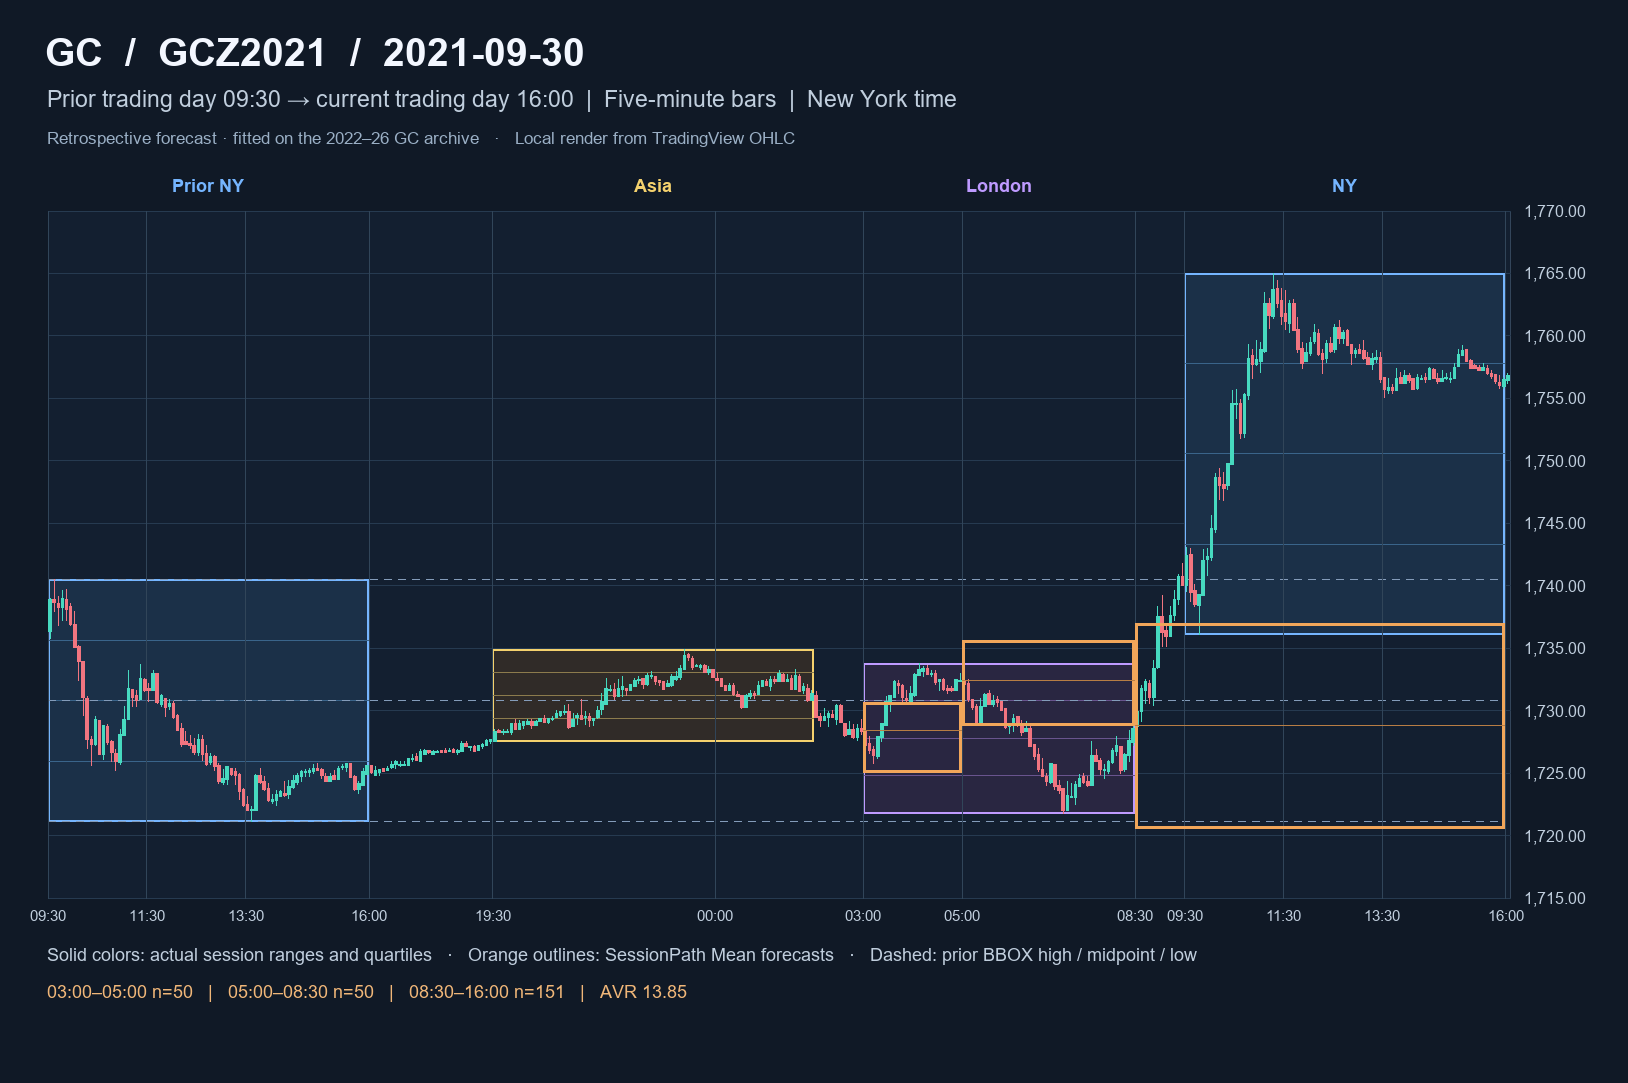 GC / GCZ2021 / 2021-09-30
Prior trading day 09:30 → current trading day 16:00 | Five-minute bars | New York time
Retrospective forecast · fitted on the 2022–26 GC archive · Local render from TradingView OHLC
Prior NY Asia London NY
1,770.00
1,765.00
1,760.00
1,755.00
1,750.00
1,745.00
1,740.00
1,735.00
1,730.00
1,725.00
1,720.00
1,715.00
09:30 11:30 13:30 16:00 19:30 00:00 03:00 05:00 08:30 09:30 11:30 13:30 16:00
Solid colors: actual session ranges and quartiles · Orange outlines: SessionPath Mean forecasts · Dashed: prior BBOX high / midpoint / low
03:00–05:00 n=50 | 05:00–08:30 n=50 | 08:30–16:00 n=151 | AVR 13.85